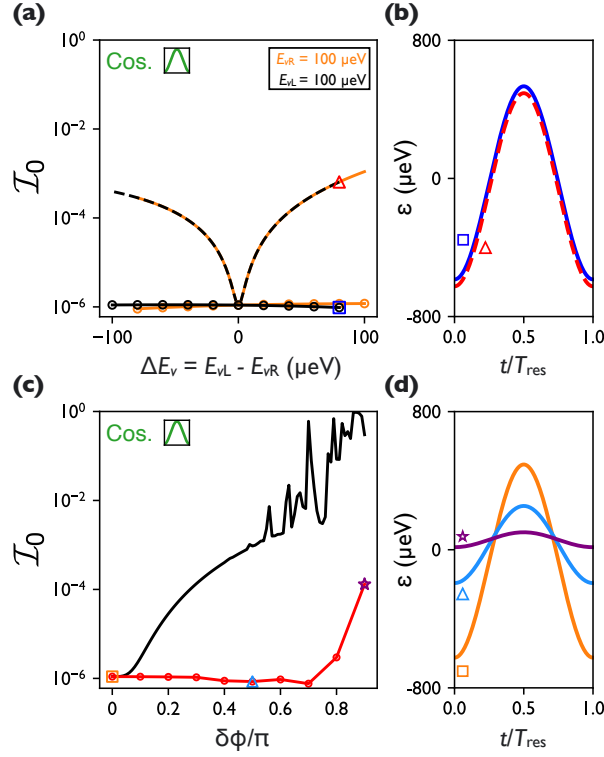 (a)
Cos.
E_vR = 100 μeV
E_vL = 100 μeV
10^0
10^-2
10^-4
10^-6
ℐ_0
-100
0
100
ΔE_v = E_vL - E_vR (μeV)
(b)
800
0
-800
ε (μeV)
0.0
0.5
1.0
t/T_res
(c)
Cos.
10^0
10^-2
10^-4
10^-6
ℐ_0
0
0.2
0.4
0.6
0.8
δϕ/π
(d)
800
0
-800
ε (μeV)
0.0
0.5
1.0
t/T_res